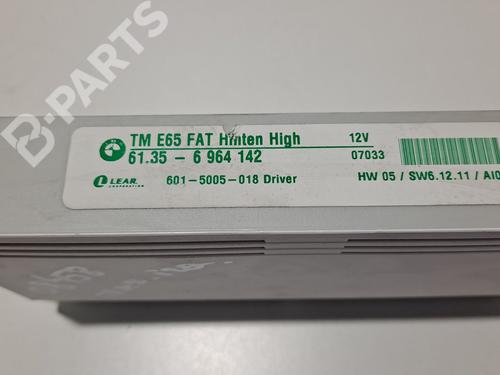 B-PARTS
TM E65 FAT Hinten High 12V
61.35 - 6 964 142 07033
LEAR.
CORPORATION
601-5005-018 Driver HW 05 / SW6.12.11 /